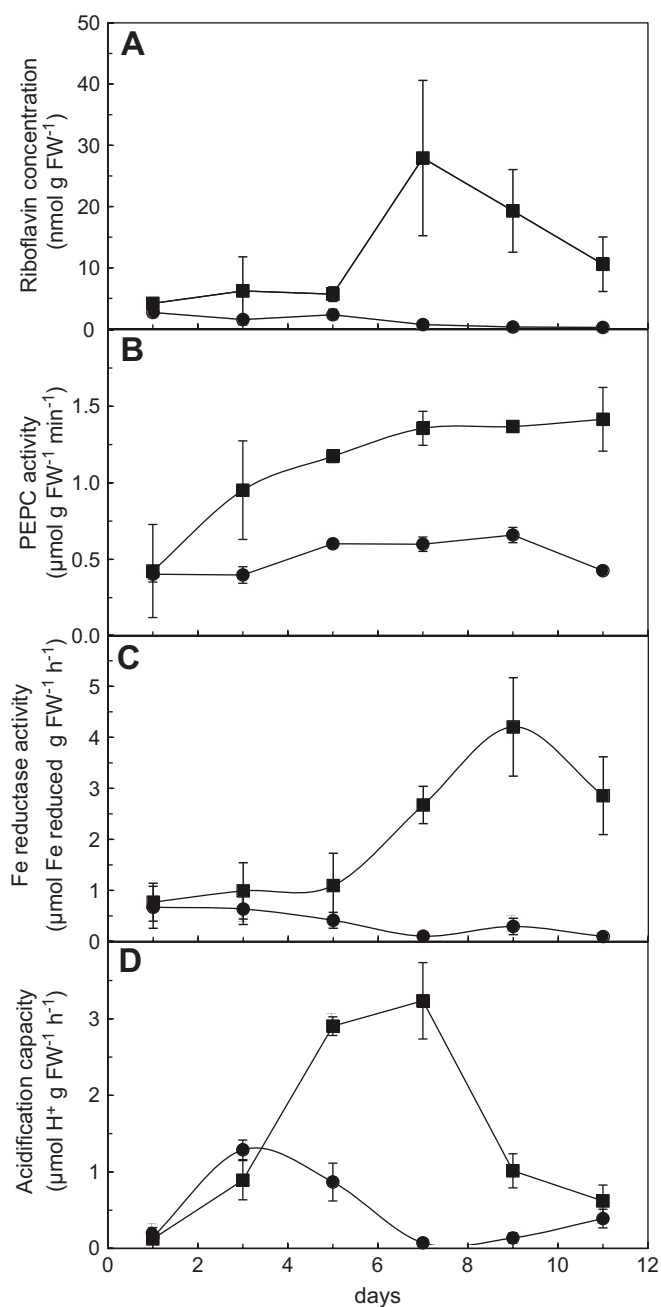 A
Riboflavin concentration
(nmol g FW⁻¹)
50
40
30
20
10
0
B
PEPC activity
(μmol g FW⁻¹ min⁻¹)
1.5
1.0
0.5
0.0
C
Fe reductase activity
(μmol Fe reduced g FW⁻¹ h⁻¹)
5
4
3
2
1
0
D
Acidification capacity
(μmol H⁺ g FW⁻¹ h⁻¹)
3
2
1
0
0 2 4 6 8 10 12
days